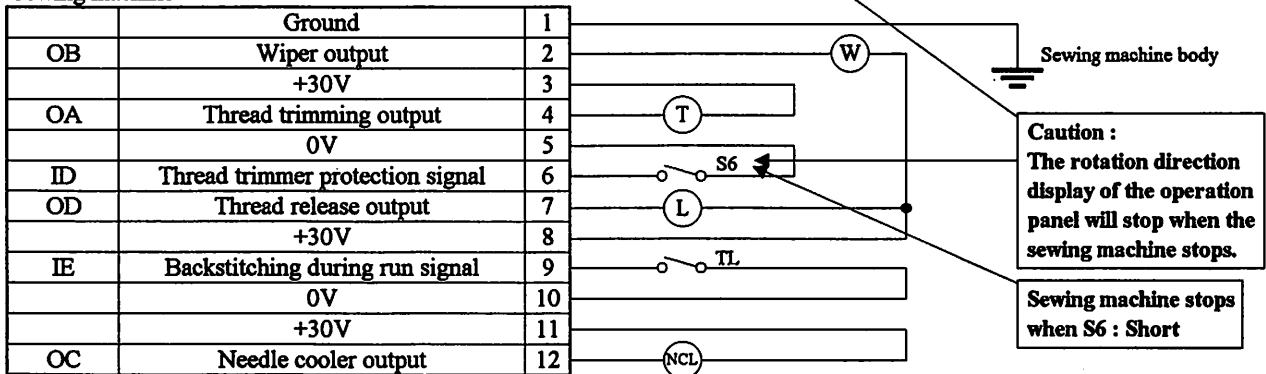 Ground 1
OB Wiper output 2
+30V 3
OA Thread trimming output 4
0V 5
ID Thread trimmer protection signal 6
OD Thread release output 7
+30V 8
IE Backstitching during run signal 9
0V 10
+30V 11
OC Needle cooler output 12
W
T
S6
L
TL
NCL
Sewing machine body
Caution :
The rotation direction
display of the operation
panel will stop when the
sewing machine stops.
Sewing machine stops
when S6 : Short